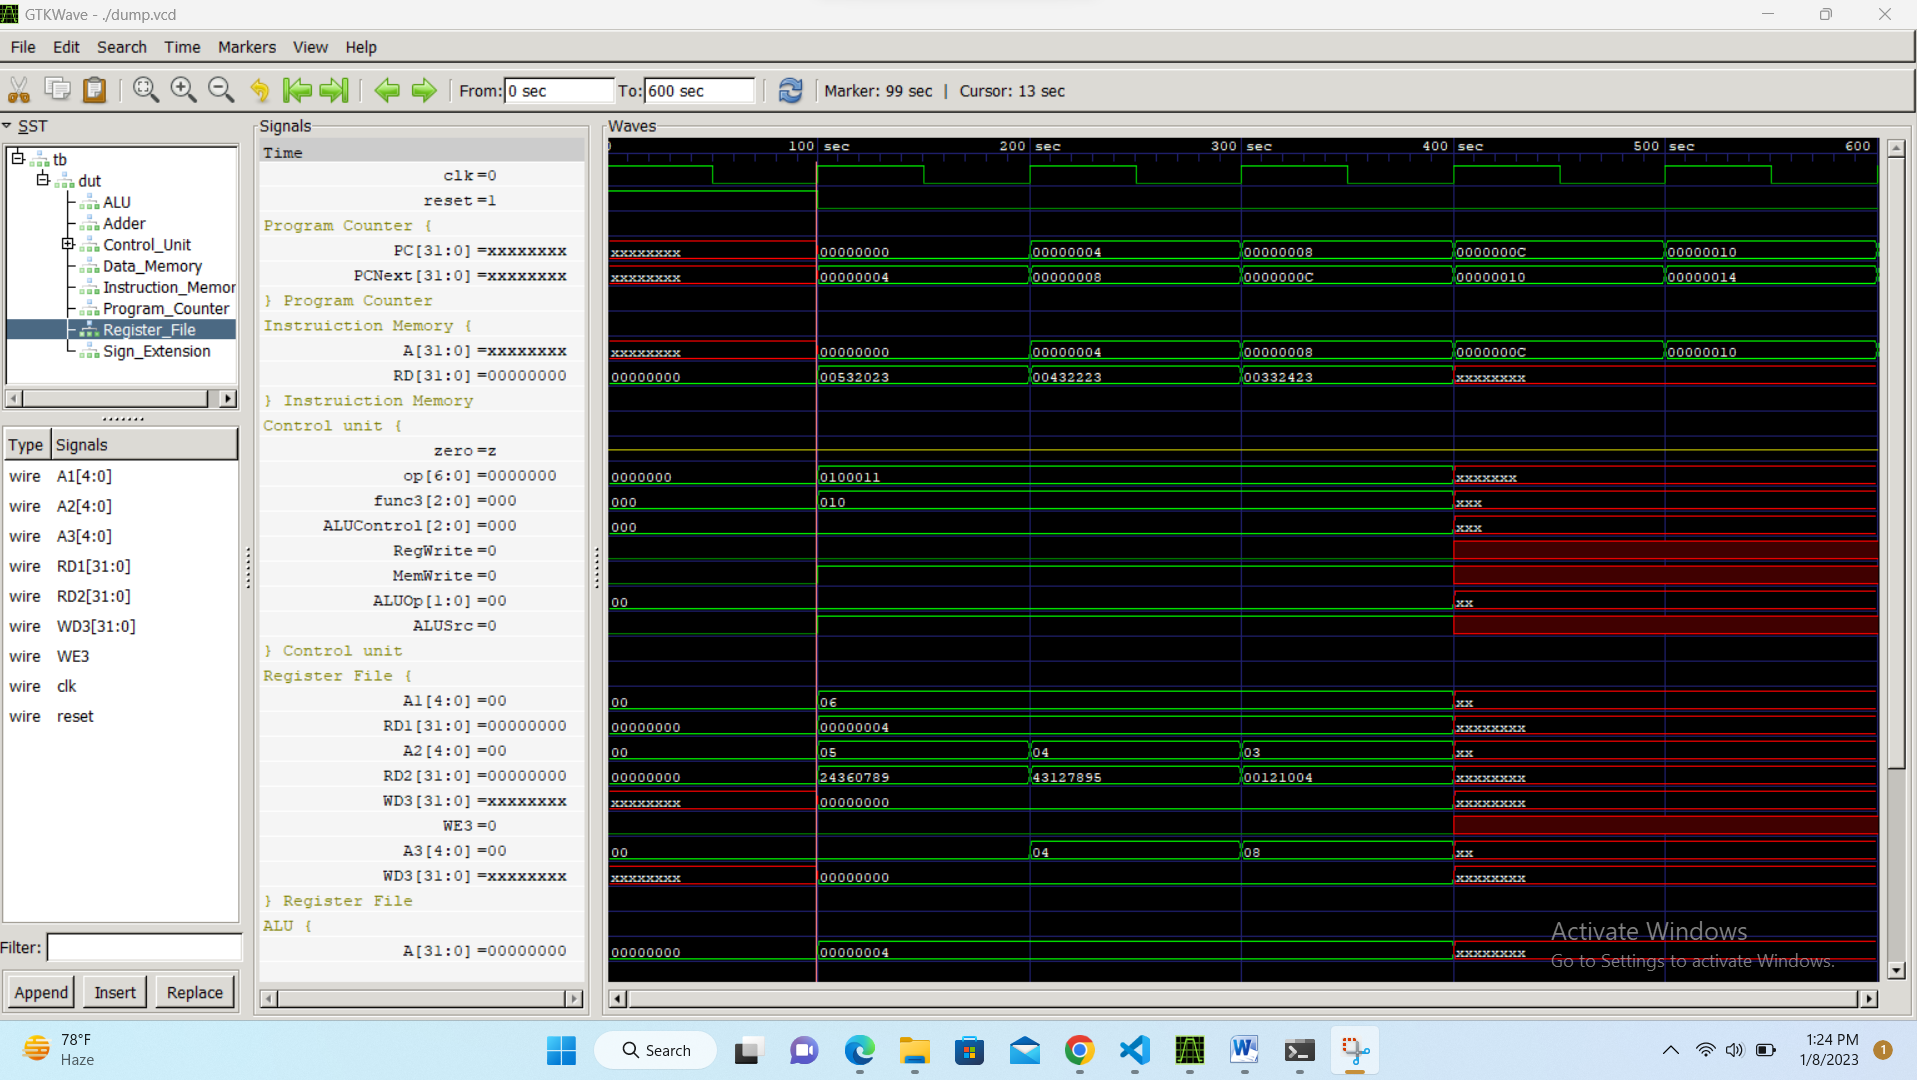 GTKWave - ./dump.vcd
File Edit Search Time Markers View Help
From: 0 sec To: 600 sec Marker: 99 sec | Cursor: 13 sec
SST
tb
dut
ALU
Adder
Control_Unit
Data_Memory
Instruction_Memor
Program_Counter
Register_File
Sign_Extension
Type Signals
wire A1[4:0]
wire A2[4:0]
wire A3[4:0]
wire RD1[31:0]
wire RD2[31:0]
wire WD3[31:0]
wire WE3
wire clk
wire reset
Filter:
Append Insert Replace
Signals
Time
clk=0
reset=1
Program Counter {
PC[31:0]=xxxxxxxx
PCNext[31:0]=xxxxxxxx
} Program Counter
Instruiction Memory {
A[31:0]=xxxxxxxx
RD[31:0]=00000000
} Instruiction Memory
Control unit {
zero=z
op[6:0]=0000000
func3[2:0]=000
ALUControl[2:0]=000
RegWrite=0
MemWrite=0
ALUOp[1:0]=00
ALUSrc=0
} Control unit
Register File {
A1[4:0]=00
RD1[31:0]=00000000
A2[4:0]=00
RD2[31:0]=00000000
WD3[31:0]=xxxxxxxx
WE3=0
A3[4:0]=00
WD3[31:0]=xxxxxxxx
} Register File
ALU {
A[31:0]=00000000
Waves
100 sec 200 sec 300 sec 400 sec 500 sec 600
xxxxxxxx 00000000 00000004 00000008 0000000C 00000010
xxxxxxxx 00000004 00000008 0000000C 00000010 00000014
xxxxxxxx 00000000 00000004 00000008 0000000C 00000010
00000000 00532023 00432223 00332423 xxxxxxxx
0000000 0100011 xxxxxxx
000 010 xxx
000 xxx
00 xx
00 06 xx
00000000 00000004 xxxxxxxx
00 05 04 03 xx
00000000 24360789 43127895 00121004 xxxxxxxx
xxxxxxxx 00000000 xxxxxxxx
00 04 08 xx
xxxxxxxx 00000000 xxxxxxxx
00000000 00000004 xxxxxxxx
Activate Windows
Go to Settings to activate Windows.
78°F
Haze
Search
1:24 PM
1/8/2023
1